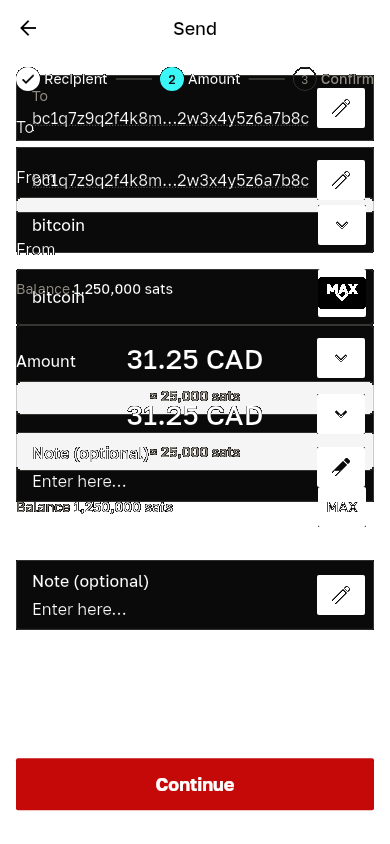 Send
Recipient
2 Amount
3 Confirm
To
bc1q7z9q2f4k8m...2w3x4y5z6a7b8c
To
From
bc1q7z9q2f4k8m...2w3x4y5z6a7b8c
bitcoin
From
Balance 1,250,000 sats
MAX
bitcoin
Amount
31.25 CAD
≈ 25,000 sats
31.25 CAD
Note (optional)
≈ 25,000 sats
Enter here...
Balance 1,250,000 sats
MAX
Note (optional)
Enter here...
Continue